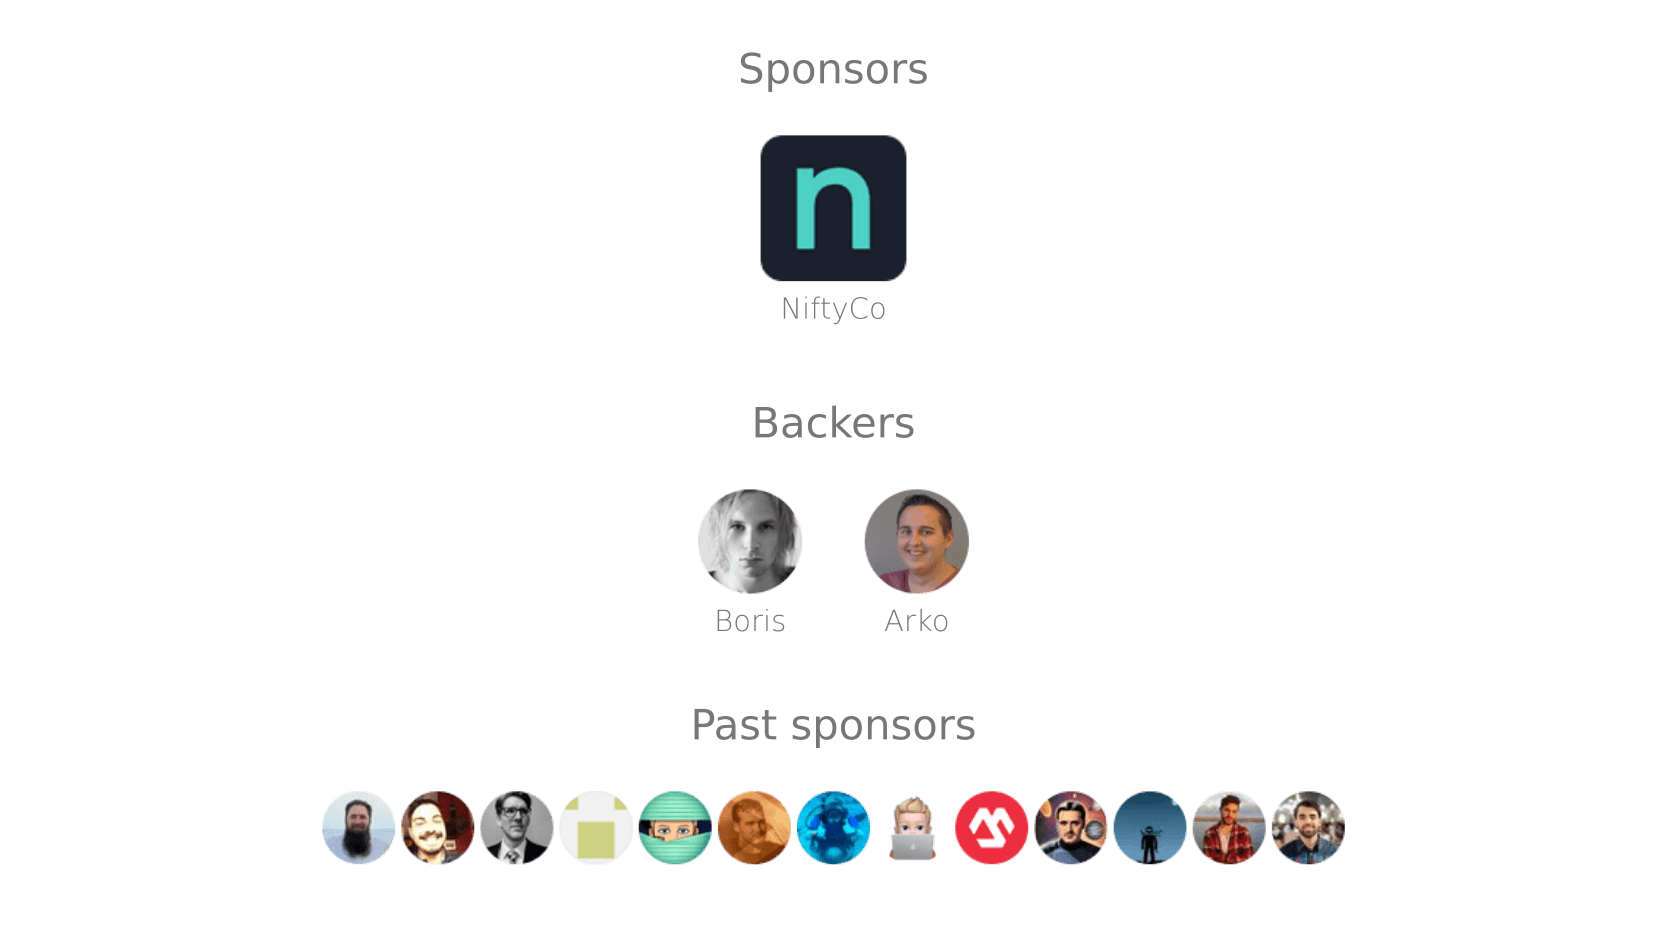 Sponsors
n
NiftyCo
Backers
Boris
Arko
Past sponsors